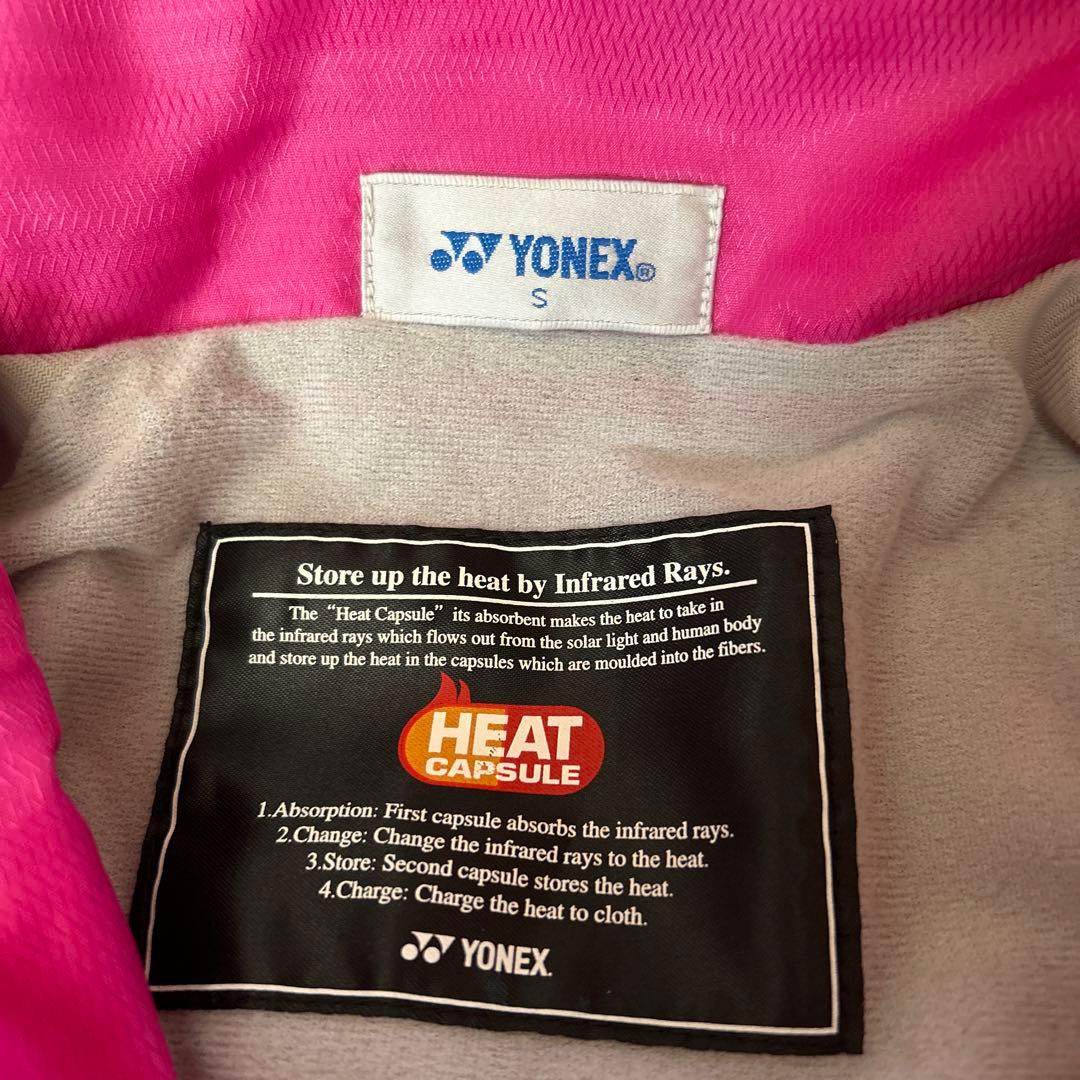 YONEX®
S
Store up the heat by Infrared Rays.
The “Heat Capsule” its absorbent makes the heat to take in
the infrared rays which flows out from the solar light and human body
and store up the heat in the capsules which are moulded into the fibers.
HEAT
CAPSULE
1.Absorption: First capsule absorbs the infrared rays.
2.Change: Change the infrared rays to the heat.
3.Store: Second capsule stores the heat.
4.Charge: Charge the heat to cloth.
YONEX.